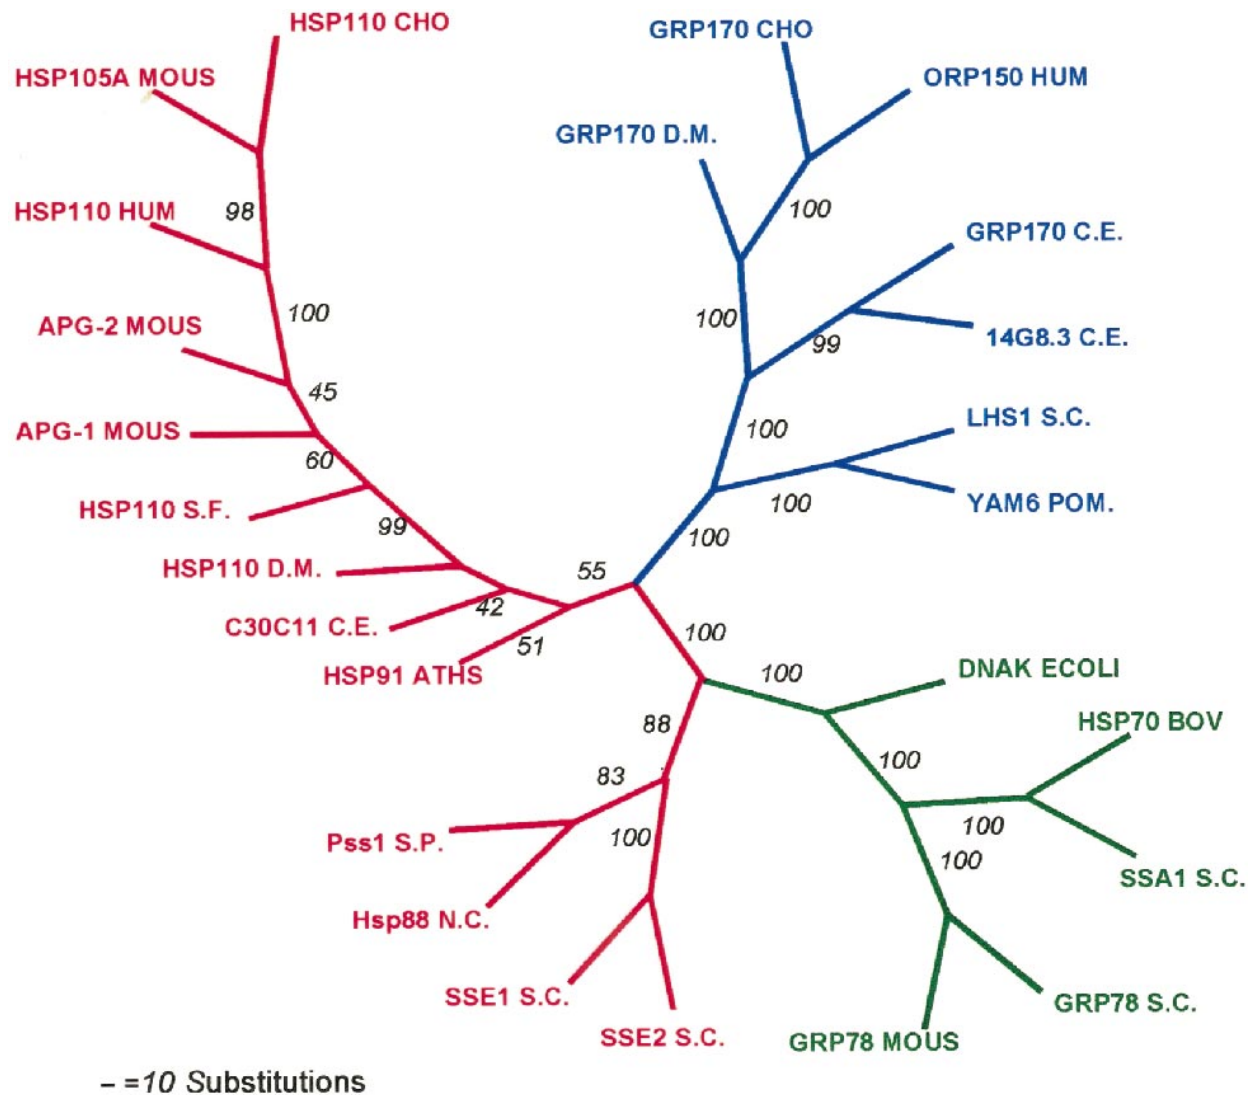 HSP110 CHO
GRP170 CHO
HSP105A MOUS
ORP150 HUM
GRP170 D.M.
HSP110 HUM
98
100
GRP170 C.E.
100
APG-2 MOUS
100
99
14G8.3 C.E.
45
APG-1 MOUS
100
LHS1 S.C.
60
HSP110 S.F.
99
100
YAM6 POM.
100
HSP110 D.M.
55
42
C30C11 C.E.
51
100
HSP91 ATHS
100
DNAK ECOLI
88
HSP70 BOV
83
100
Pss1 S.P.
100
100
100
SSA1 S.C.
Hsp88 N.C.
SSE1 S.C.
GRP78 S.C.
SSE2 S.C.
GRP78 MOUS
– =10 Substitutions